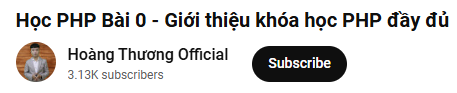 Học PHP Bài 0 - Giới thiệu khóa học PHP đầy đủ
Hoàng Thương Official
3.13K subscribers
Subscribe